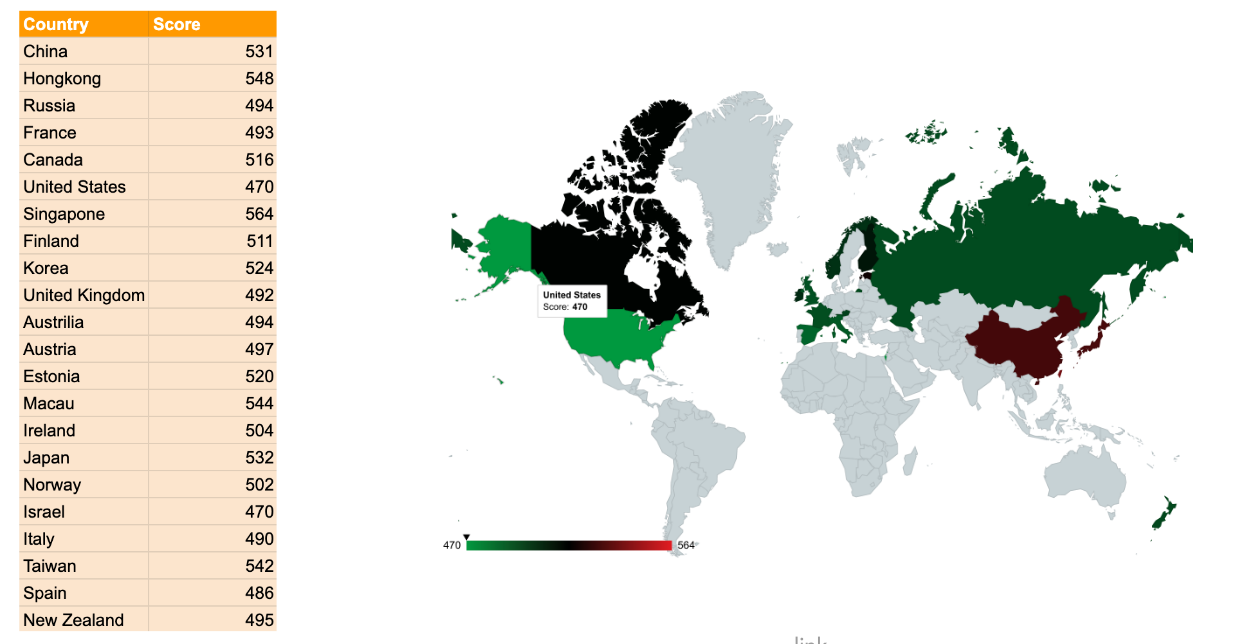 Country Score
China 531
Hongkong 548
Russia 494
France 493
Canada 516
United States 470
Singapone 564
Finland 511
Korea 524
United Kingdom 492
Austrilia 494
Austria 497
Estonia 520
Macau 544
Ireland 504
Japan 532
Norway 502
Israel 470
Italy 490
Taiwan 542
Spain 486
New Zealand 495
United States
Score: 470
470 564
link